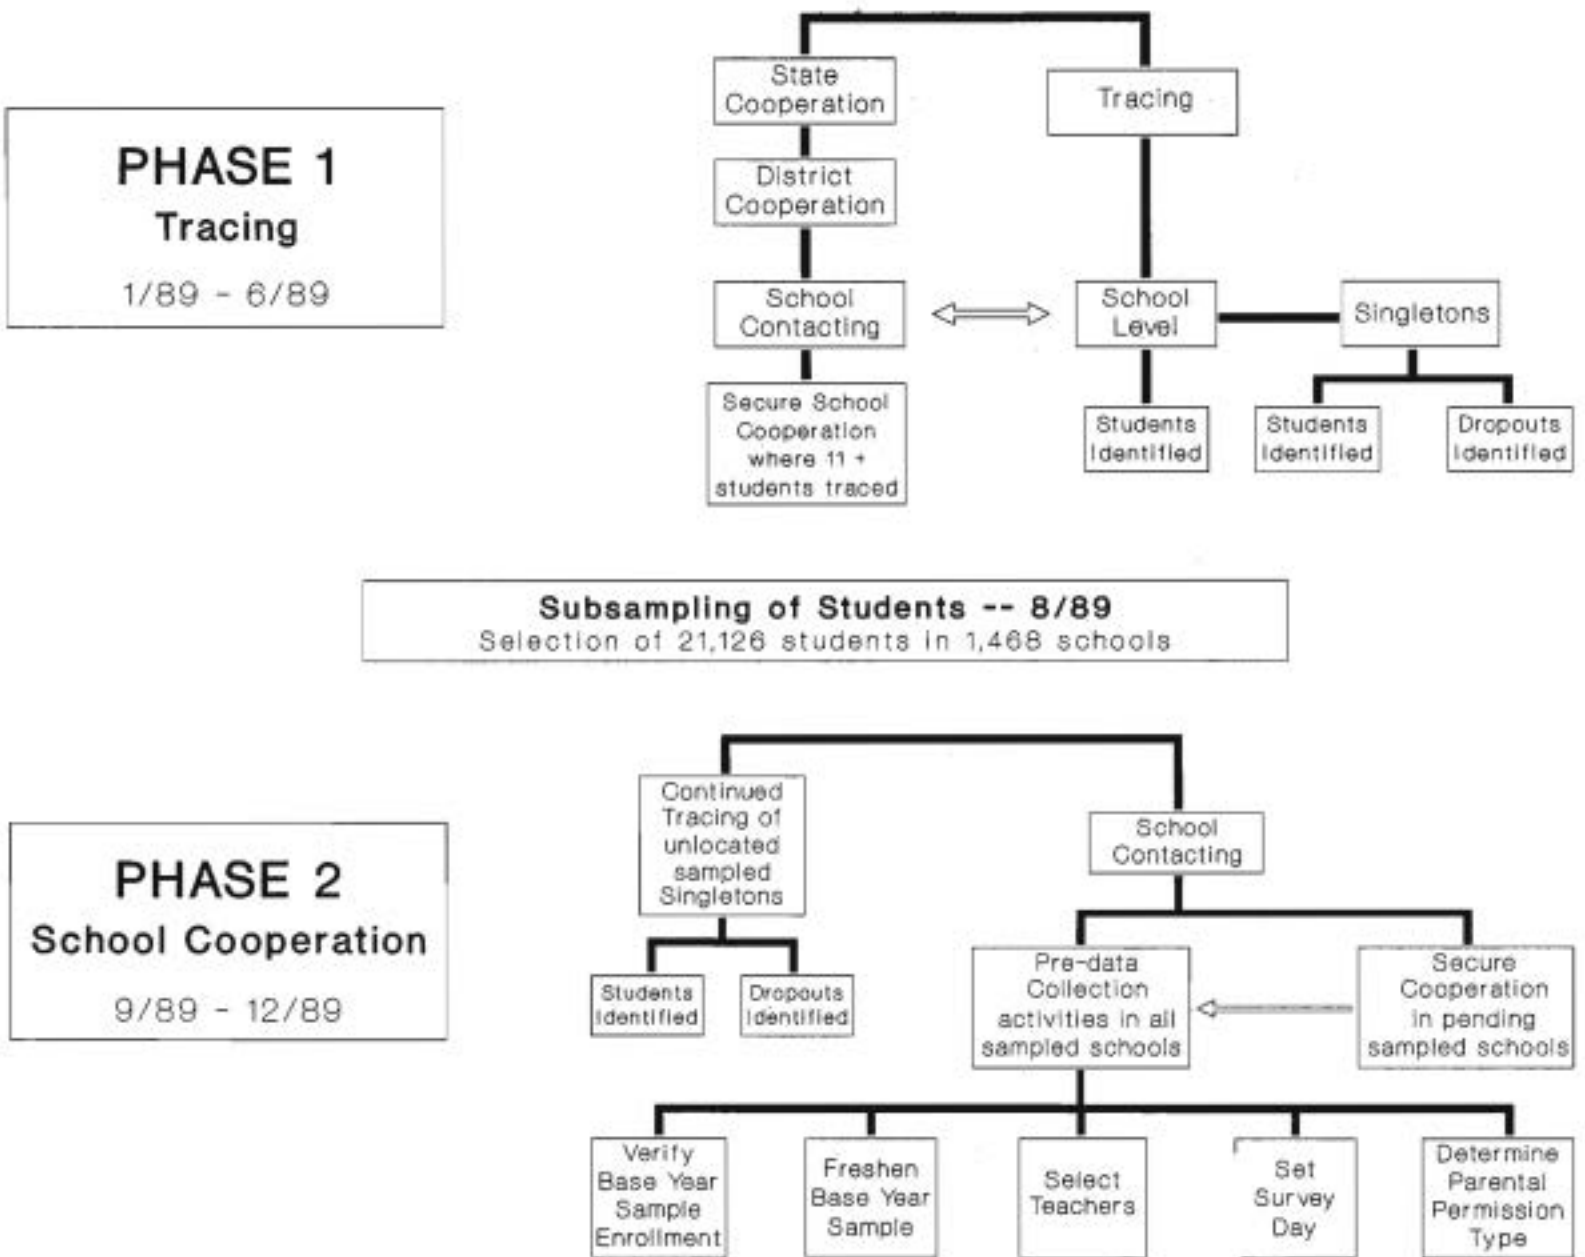 PHASE 1
Tracing
1/89 - 6/89
State
Cooperation
Tracing
District
Cooperation
School
Contacting
School
Level
Singletons
Secure School
Cooperation
where 11 +
students traced
Students
Identified
Students
Identified
Dropouts
Identified
Subsampling of Students -- 8/89
Selection of 21,126 students in 1,468 schools
PHASE 2
School Cooperation
9/89 - 12/89
Continued
Tracing of
unlocated
sampled
Singletons
School
Contacting
Students
Identified
Dropouts
Identified
Pre-data
Collection
activities in all
sampled schools
Secure
Cooperation
in pending
sampled schools
Verify
Base Year
Sample
Enrollment
Freshen
Base Year
Sample
Select
Teachers
Set
Survey
Day
Determine
Parental
Permission
Type